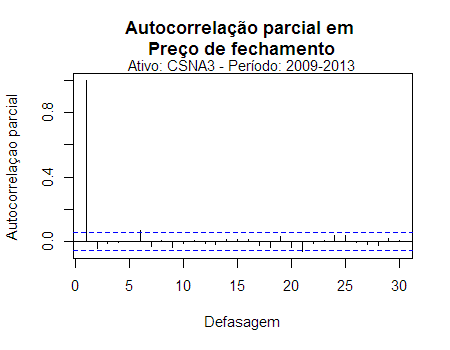 Autocorrelação parcial em
Preço de fechamento
Ativo: CSNA3 - Período: 2009-2013
Autocorrelaçao parcial
0.8
0.4
0.0
0 5 10 15 20 25 30
Defasagem